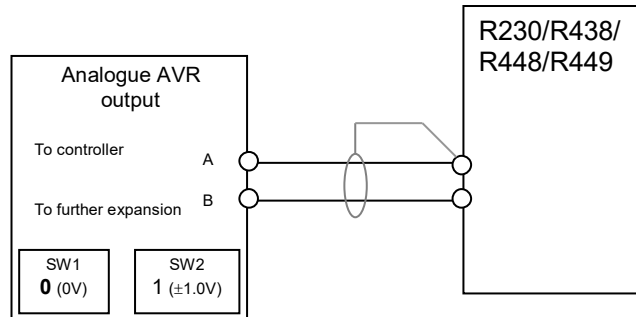 R230/R438/
R448/R449
Analogue AVR
output
To controller
A
To further expansion
B
SW1
0 (0V)
SW2
1 (±1.0V)